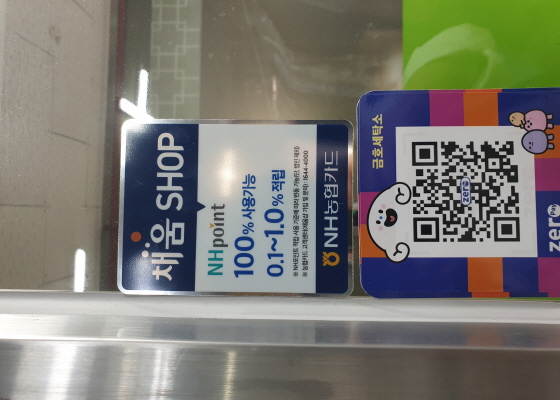 채움 SHOP
NHpoint
100% 사용가능
0.1~1.0% 적립
NH농협카드
금호세탁소
zero
zero